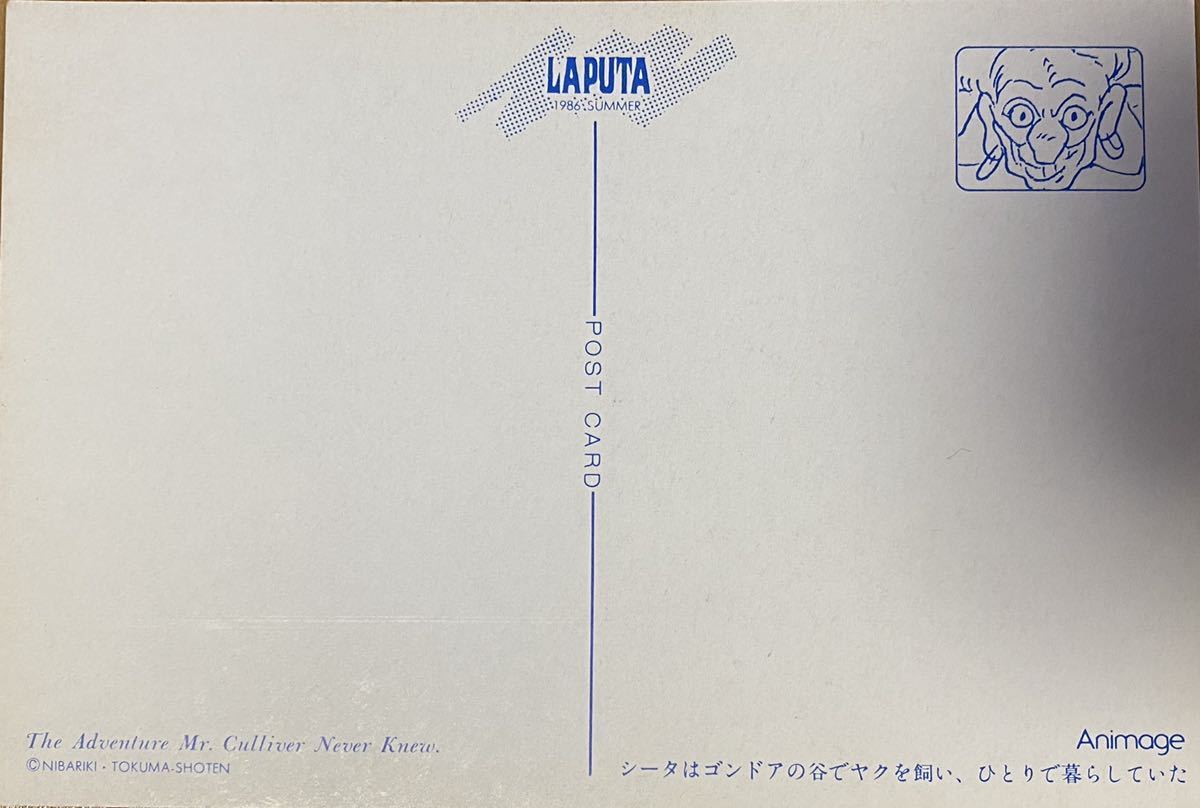 LAPUTA
1986 SUMMER
POST CARD
The Adventure Mr. Culliver Never Knew.
©NIBARIKI・TOKUMA-SHOTEN
Animage
シータはゴンドアの谷でヤクを飼い、ひとりで暮らしていた